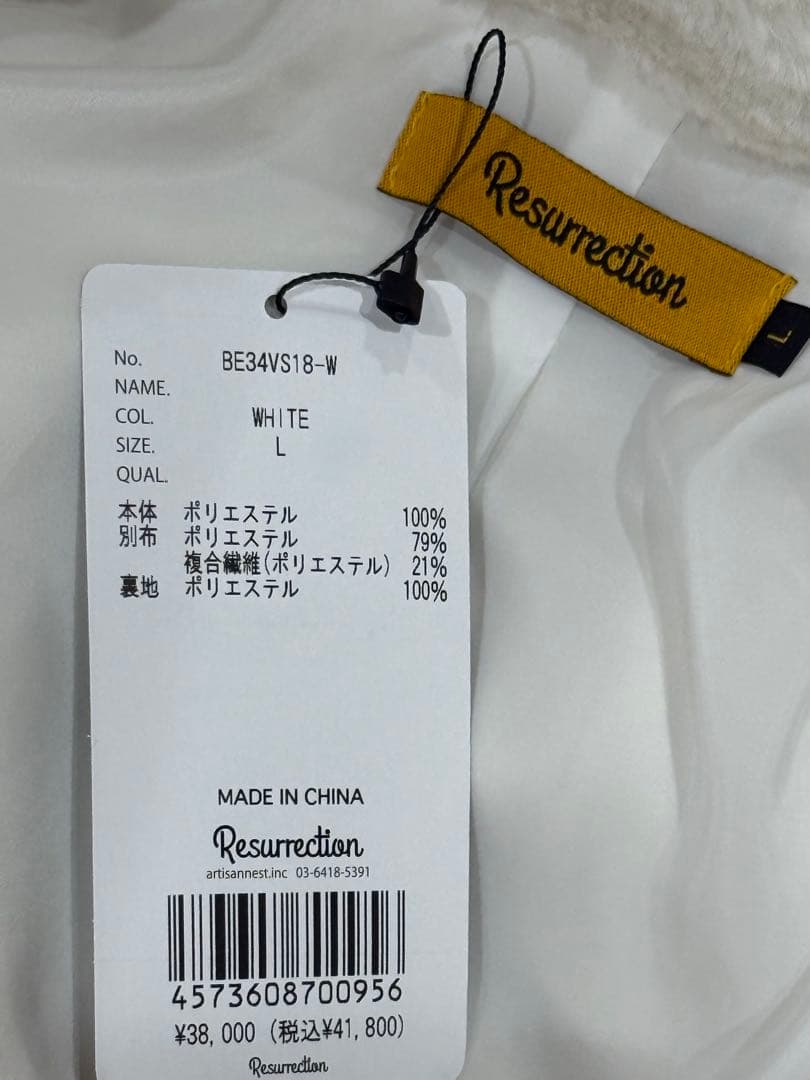 Resurrection
L
No. BE34VS18-W
NAME.
COL. WHITE
SIZE. L
QUAL.
本体 ポリエステル 100%
別布 ポリエステル 79%
複合繊維(ポリエステル) 21%
裏地 ポリエステル 100%
MADE IN CHINA
Resurrection
artisannest.inc 03-6418-5391
4573608700956
¥38,000 (税込¥41,800)
Resurrection